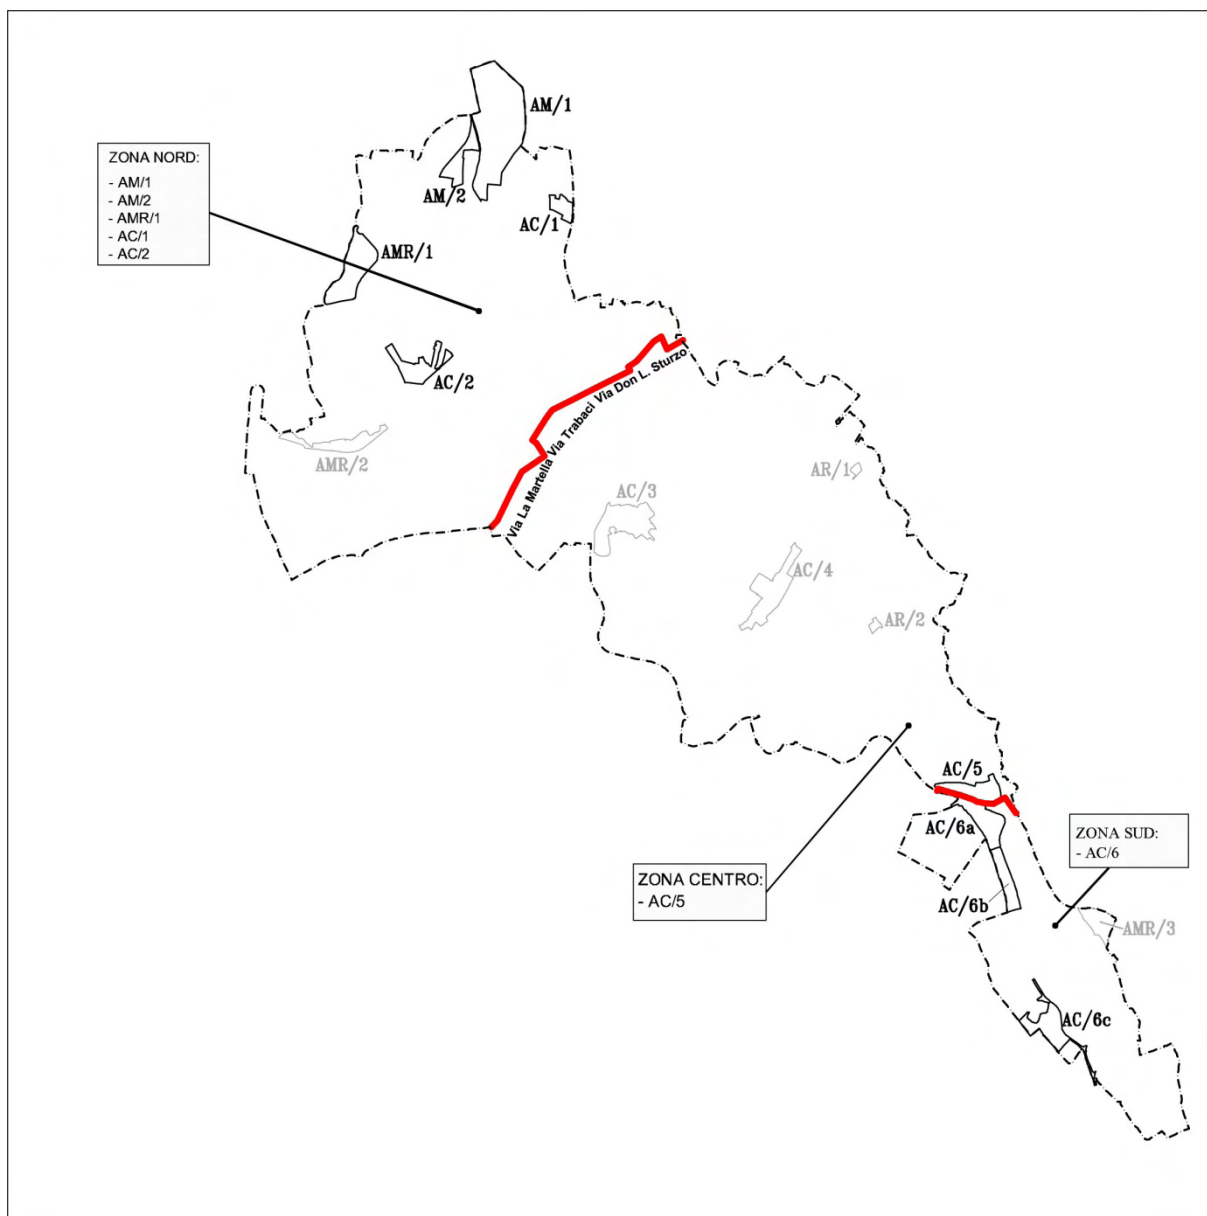 AM/1
ZONA NORD:
- AM/1
- AM/2
- AMR/1
- AC/1
- AC/2
AM/2
AC/1
AMR/1
AC/2
Via La Martella Via Trabaci Via Don L. Sturzo
AMR/2
AR/1
AC/3
AC/4
AR/2
AC/5
AC/6a
ZONA SUD:
- AC/6
ZONA CENTRO:
- AC/5
AC/6b
AMR/3
AC/6c